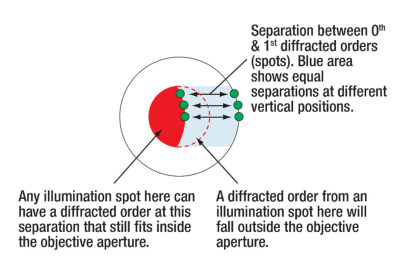 Separation between 0th
& 1st diffracted orders
(spots). Blue area
shows equal
separations at different
vertical positions.
Any illumination spot here can
have a diffracted order at this
separation that still fits inside
the objective aperture.
A diffracted order from an
illumination spot here will
fall outside the objective
aperture.